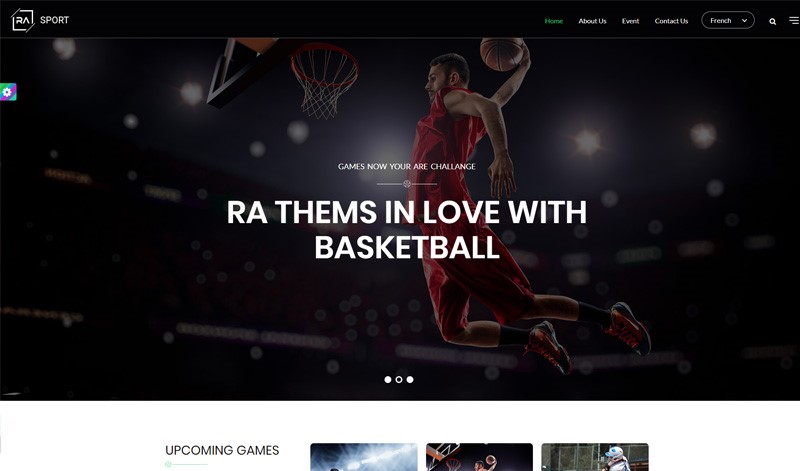 RA SPORT
Home About Us Event Contact Us French
GAMES NOW YOUR ARE CHALLANGE
RA THEMS IN LOVE WITH
BASKETBALL
UPCOMING GAMES